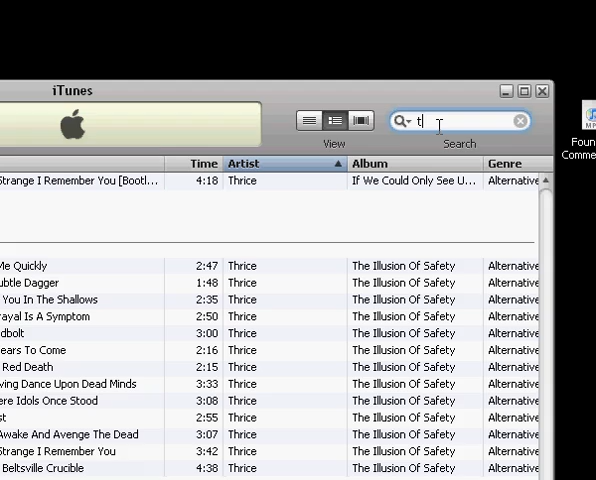 iTunes
t
View
Search
Time Artist Album Genre
Strange I Remember You [Bootl... 4:18 Thrice If We Could Only See U... Alternative
Me Quickly 2:47 Thrice The Illusion Of Safety Alternative
ubtle Dagger 1:48 Thrice The Illusion Of Safety Alternative
You In The Shallows 2:35 Thrice The Illusion Of Safety Alternative
rayal Is A Symptom 2:50 Thrice The Illusion Of Safety Alternative
dbolt 3:00 Thrice The Illusion Of Safety Alternative
ears To Come 2:16 Thrice The Illusion Of Safety Alternative
Red Death 2:15 Thrice The Illusion Of Safety Alternative
ving Dance Upon Dead Minds 3:33 Thrice The Illusion Of Safety Alternative
ere Idols Once Stood 3:08 Thrice The Illusion Of Safety Alternative
st 2:55 Thrice The Illusion Of Safety Alternative
Awake And Avenge The Dead 3:07 Thrice The Illusion Of Safety Alternative
Strange I Remember You 3:42 Thrice The Illusion Of Safety Alternative
Beltsville Crucible 4:38 Thrice The Illusion Of Safety Alternative
MP
Foun
Comme